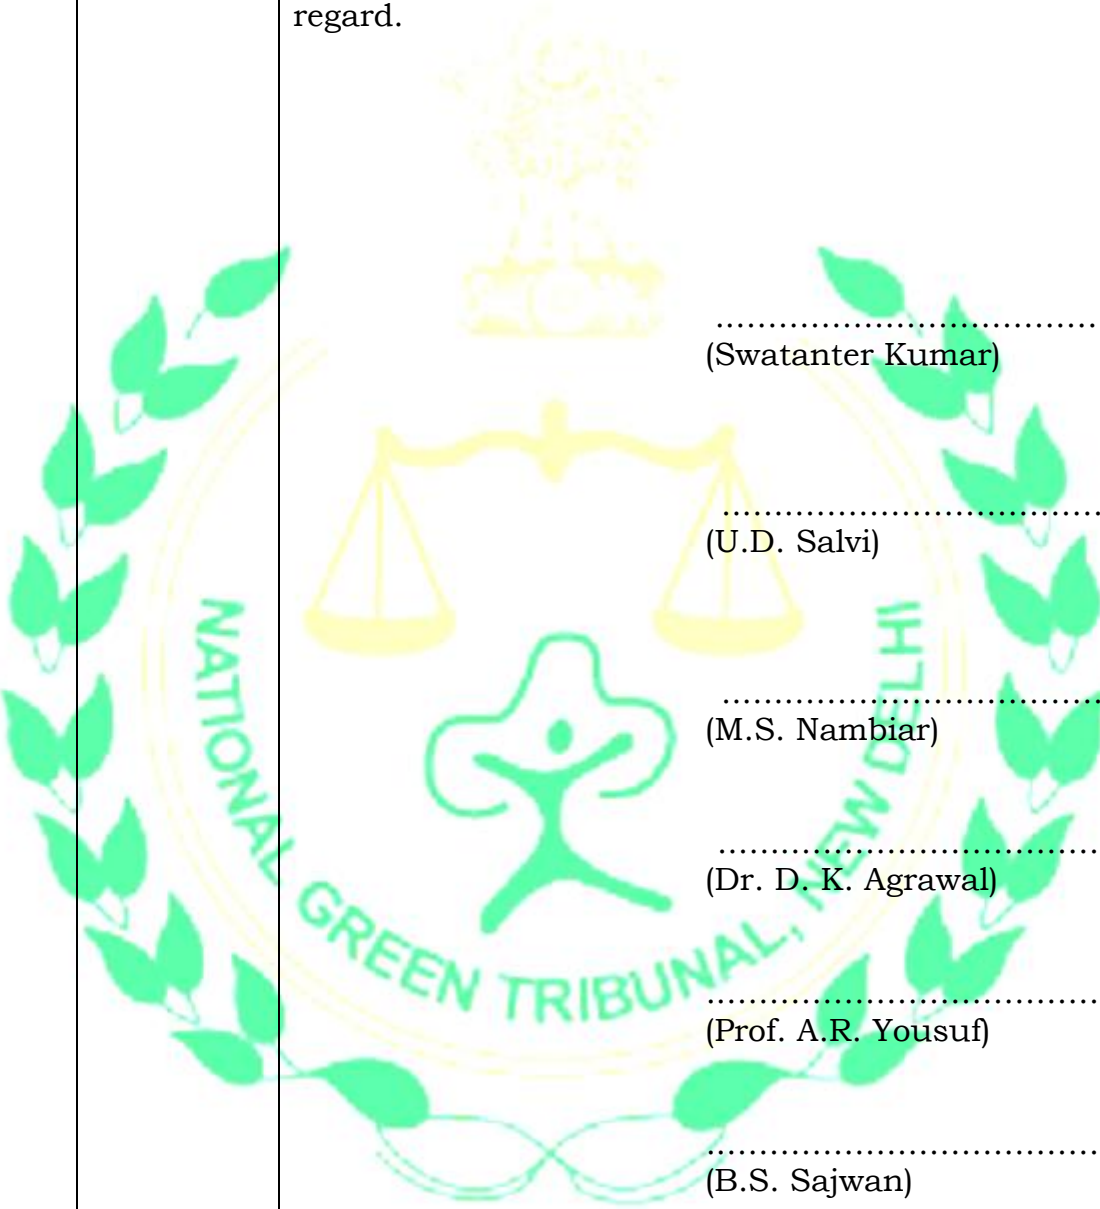 regard.
.....................................
(Swatanter Kumar)
.....................................
(U.D. Salvi)
.....................................
(M.S. Nambiar)
.....................................
(Dr. D. K. Agrawal)
.....................................
(Prof. A.R. Yousuf)
.....................................
(B.S. Sajwan)
NATIONAL GREEN TRIBUNAL, NEW DELHI